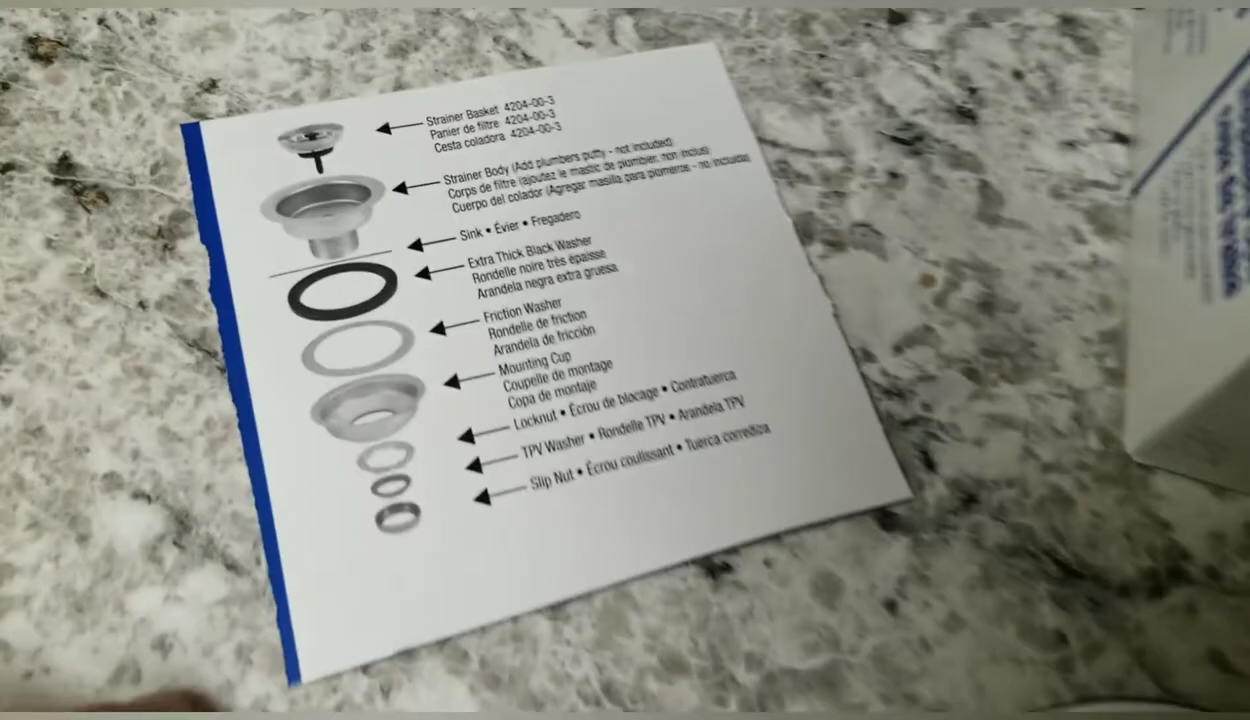 Strainer Basket 4204-00-3
Panier de filtre 4204-00-3
Cesta coladora 4204-00-3
Strainer Body (Add plumbers putty - not included)
Corps de filtre (ajoutez le mastic de plombier, non inclus)
Cuerpo del colador (Agregar masilla para plomeros - no incluida)
Sink • Évier • Fregadero
Extra Thick Black Washer
Rondelle noire très épaisse
Arandela negra extra gruesa
Friction Washer
Rondelle de friction
Arandela de fricción
Mounting Cup
Coupelle de montage
Copa de montaje
Locknut • Écrou de blocage • Contratuerca
TPV Washer • Rondelle TPV • Arandela TPV
Slip Nut • Écrou coulissant • Tuerca corrediza